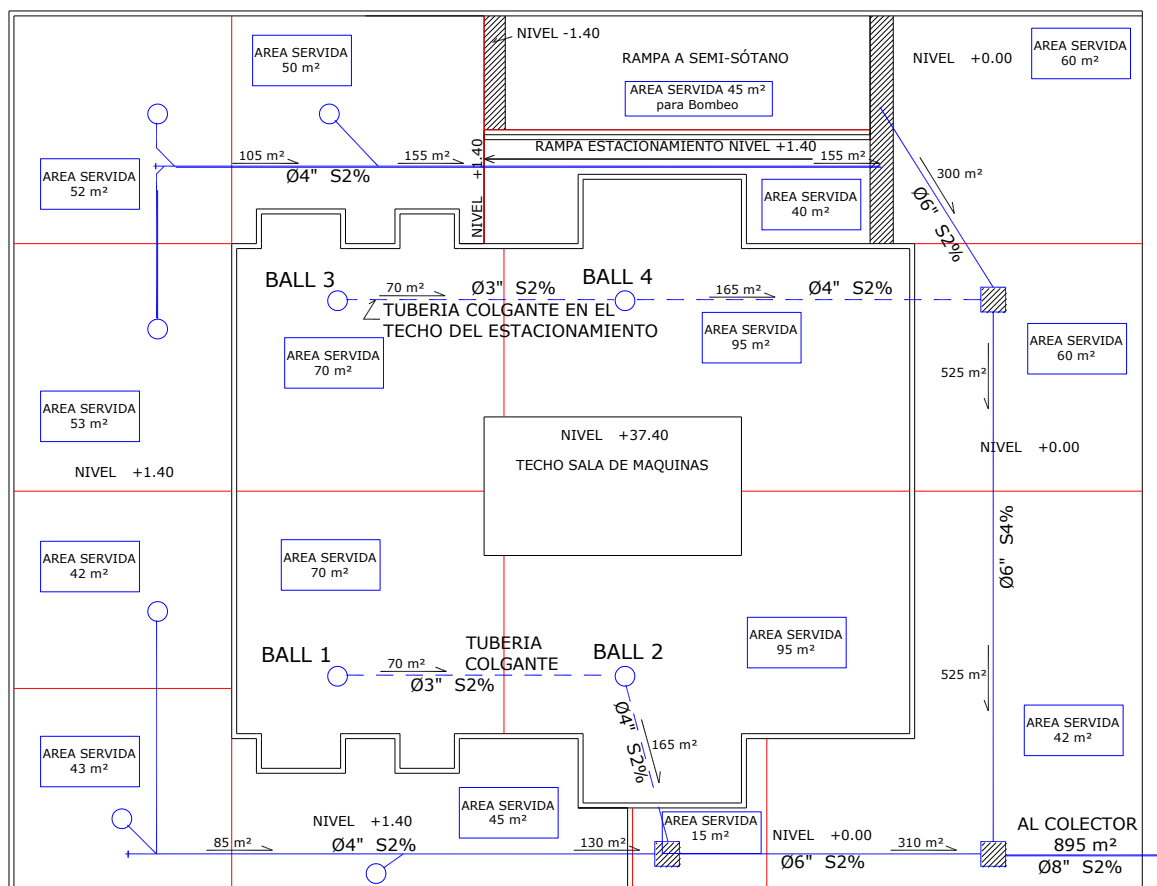 NIVEL -1.40
AREA SERVIDA
50 m²
RAMPA A SEMI-SÓTANO
NIVEL +0.00
AREA SERVIDA
60 m²
AREA SERVIDA 45 m²
para Bombeo
RAMPA ESTACIONAMIENTO NIVEL +1.40
105 m²
155 m²
155 m²
NIVEL +1.40
Ø4" S2%
AREA SERVIDA
52 m²
300 m²
Ø6" S2%
AREA SERVIDA
40 m²
BALL 3
70 m²
Ø3" S2%
BALL 4
165 m²
Ø4" S2%
TUBERIA COLGANTE EN EL
TECHO DEL ESTACIONAMIENTO
AREA SERVIDA
95 m²
AREA SERVIDA
60 m²
AREA SERVIDA
70 m²
525 m²
AREA SERVIDA
53 m²
NIVEL +37.40
NIVEL +0.00
TECHO SALA DE MAQUINAS
NIVEL +1.40
Ø6" S4%
AREA SERVIDA
42 m²
AREA SERVIDA
70 m²
AREA SERVIDA
95 m²
BALL 1
70 m²
Ø3" S2%
TUBERIA
COLGANTE
BALL 2
525 m²
Ø4" S2%
165 m²
AREA SERVIDA
42 m²
AREA SERVIDA
43 m²
AREA SERVIDA
45 m²
NIVEL +1.40
AREA SERVIDA
15 m²
NIVEL +0.00
AL COLECTOR
895 m²
Ø8" S2%
85 m²
Ø4" S2%
130 m²
Ø6" S2%
310 m²